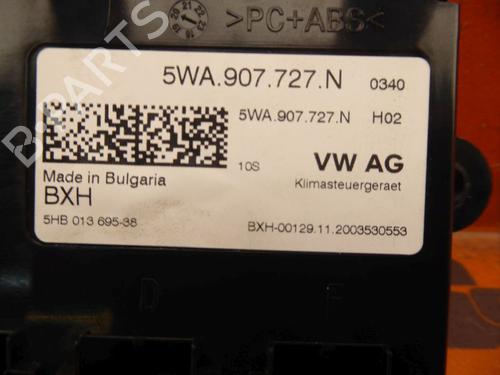 >PC+ABS<
5WA.907.727.N 0340
5WA.907.727.N H02
10S VW AG
Made in Bulgaria
Klimasteuergeraet
BXH
5HB 013 695-38
BXH-00129.11.2003530553
D F
B-PARTS